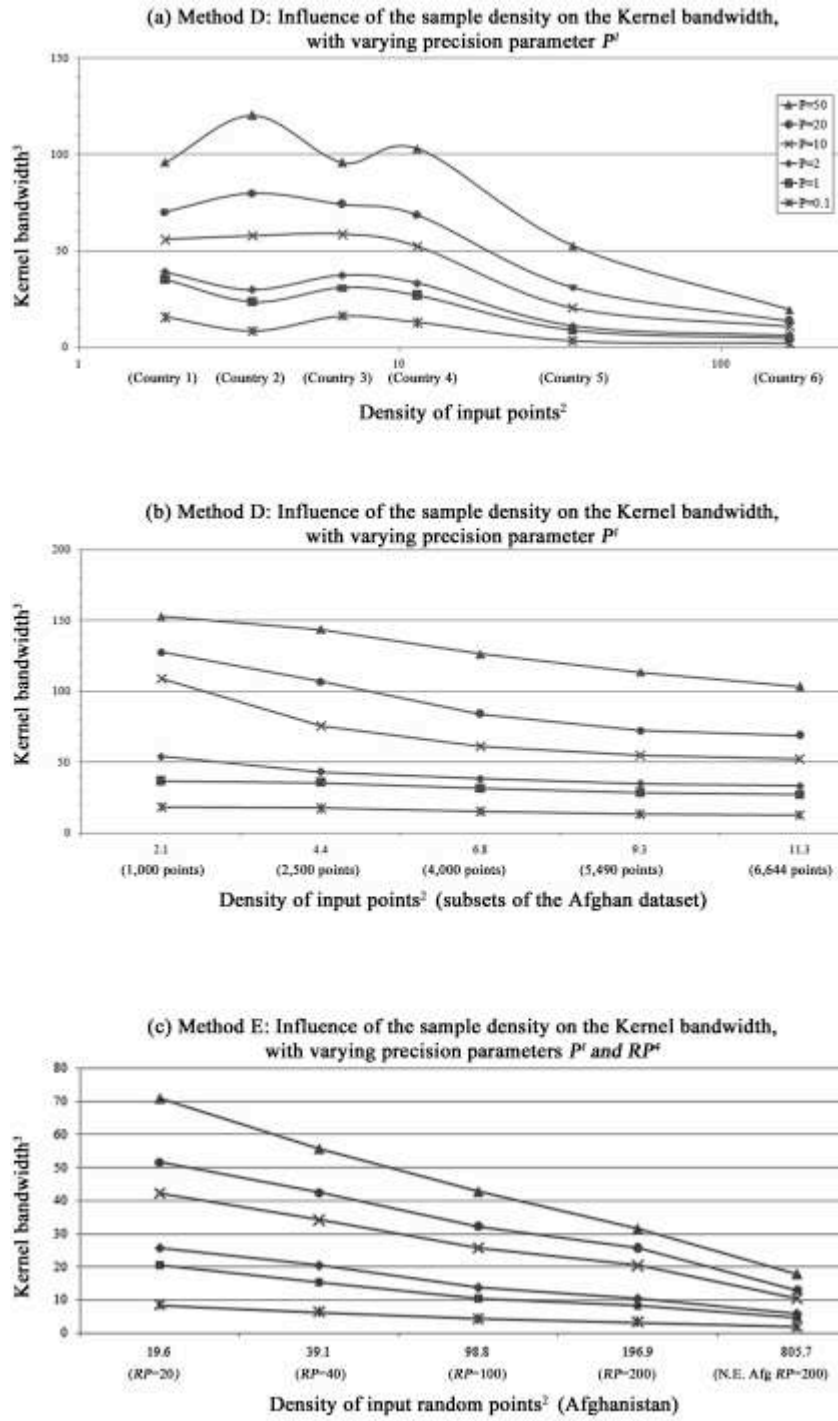 (a) Method D: Influence of the sample density on the Kernel bandwidth,
with varying precision parameter P¹
Kernel bandwidth³
150
100
50
0
P=50
P=20
P=10
P=2
P=1
P=0.1
1 10 100
(Country 1) (Country 2) (Country 3) (Country 4) (Country 5) (Country 6)
Density of input points²
(b) Method D: Influence of the sample density on the Kernel bandwidth,
with varying precision parameter P¹
Kernel bandwidth³
200
150
100
50
0
2.1 4.4 6.8 9.3 11.3
(1,000 points) (2,500 points) (4,000 points) (5,490 points) (6,644 points)
Density of input points² (subsets of the Afghan dataset)
(c) Method E: Influence of the sample density on the Kernel bandwidth,
with varying precision parameters P¹ and RP⁴
Kernel bandwidth³
80
70
60
50
40
30
20
10
0
19.6 39.1 98.8 196.9 805.7
(RP=20) (RP=40) (RP=100) (RP=200) (N.E. Afg RP=200)
Density of input random points² (Afghanistan)